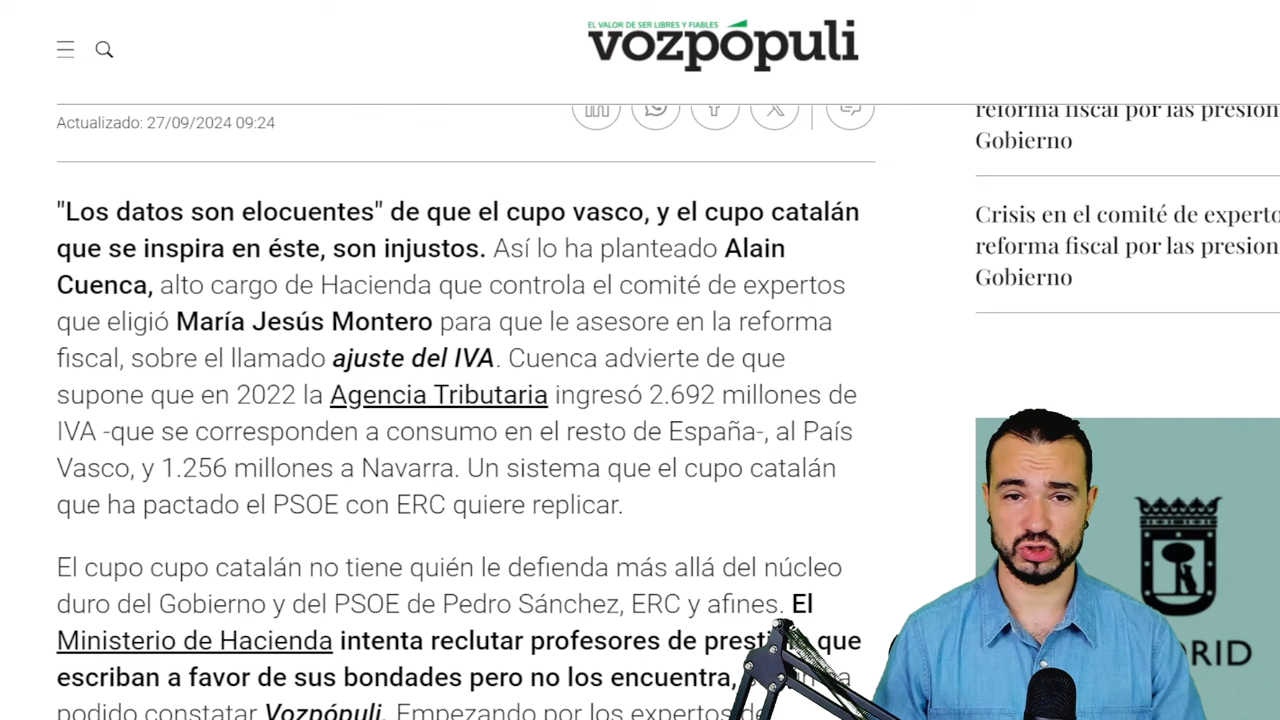 EL VALOR DE SER LIBRES Y FIABLES
vozpópuli
Actualizado: 27/09/2024 09:24
"Los datos son elocuentes" de que el cupo vasco, y el cupo catalán
que se inspira en éste, son injustos. Así lo ha planteado Alain
Cuenca, alto cargo de Hacienda que controla el comité de expertos
que eligió María Jesús Montero para que le asesore en la reforma
fiscal, sobre el llamado ajuste del IVA. Cuenca advierte de que
supone que en 2022 la Agencia Tributaria ingresó 2.692 millones de
IVA -que se corresponden a consumo en el resto de España-, al País
Vasco, y 1.256 millones a Navarra. Un sistema que el cupo catalán
que ha pactado el PSOE con ERC quiere replicar.
El cupo cupo catalán no tiene quién le defienda más allá del núcleo
duro del Gobierno y del PSOE de Pedro Sánchez, ERC y afines. El
Ministerio de Hacienda intenta reclutar profesores de que
escriban a favor de sus bondades pero no los encuentra,
podido constatar Vozpópuli. Empezando por los expertos de
reforma fiscal por las presion
Gobierno
Crisis en el comité de experto
reforma fiscal por las presion
Gobierno
RID